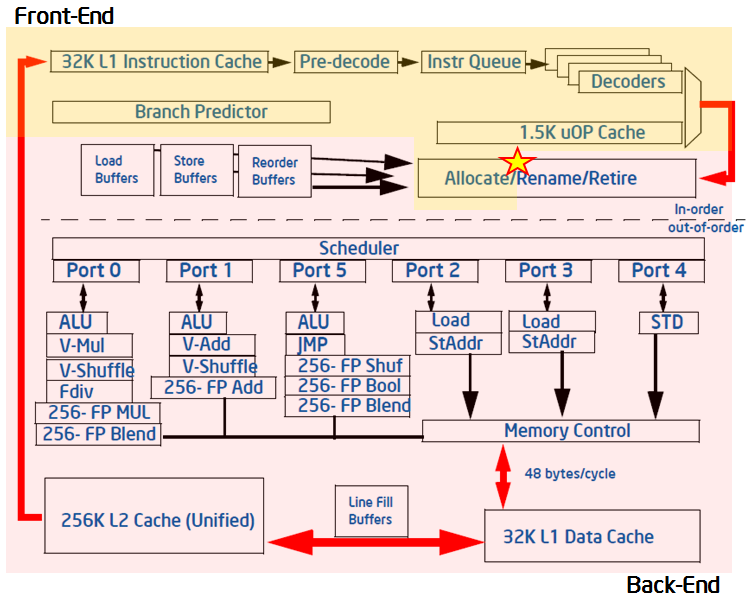 Front-End
32K L1 Instruction Cache
Pre-decode
Instr Queue
Decoders
Branch Predictor
1.5K uOP Cache
Load
Buffers
Store
Buffers
Reorder
Buffers
Allocate/Rename/Retire
In-order
out-of-order
Scheduler
Port 0
Port 1
Port 5
Port 2
Port 3
Port 4
ALU
V-Mul
V-Shuffle
Fdiv
256- FP MUL
256- FP Blend
ALU
V-Add
V-Shuffle
256- FP Add
ALU
JMP
256- FP Shuf
256- FP Bool
256- FP Blend
Load
StAddr
Load
StAddr
STD
Memory Control
48 bytes/cycle
256K L2 Cache (Unified)
Line Fill
Buffers
32K L1 Data Cache
Back-End